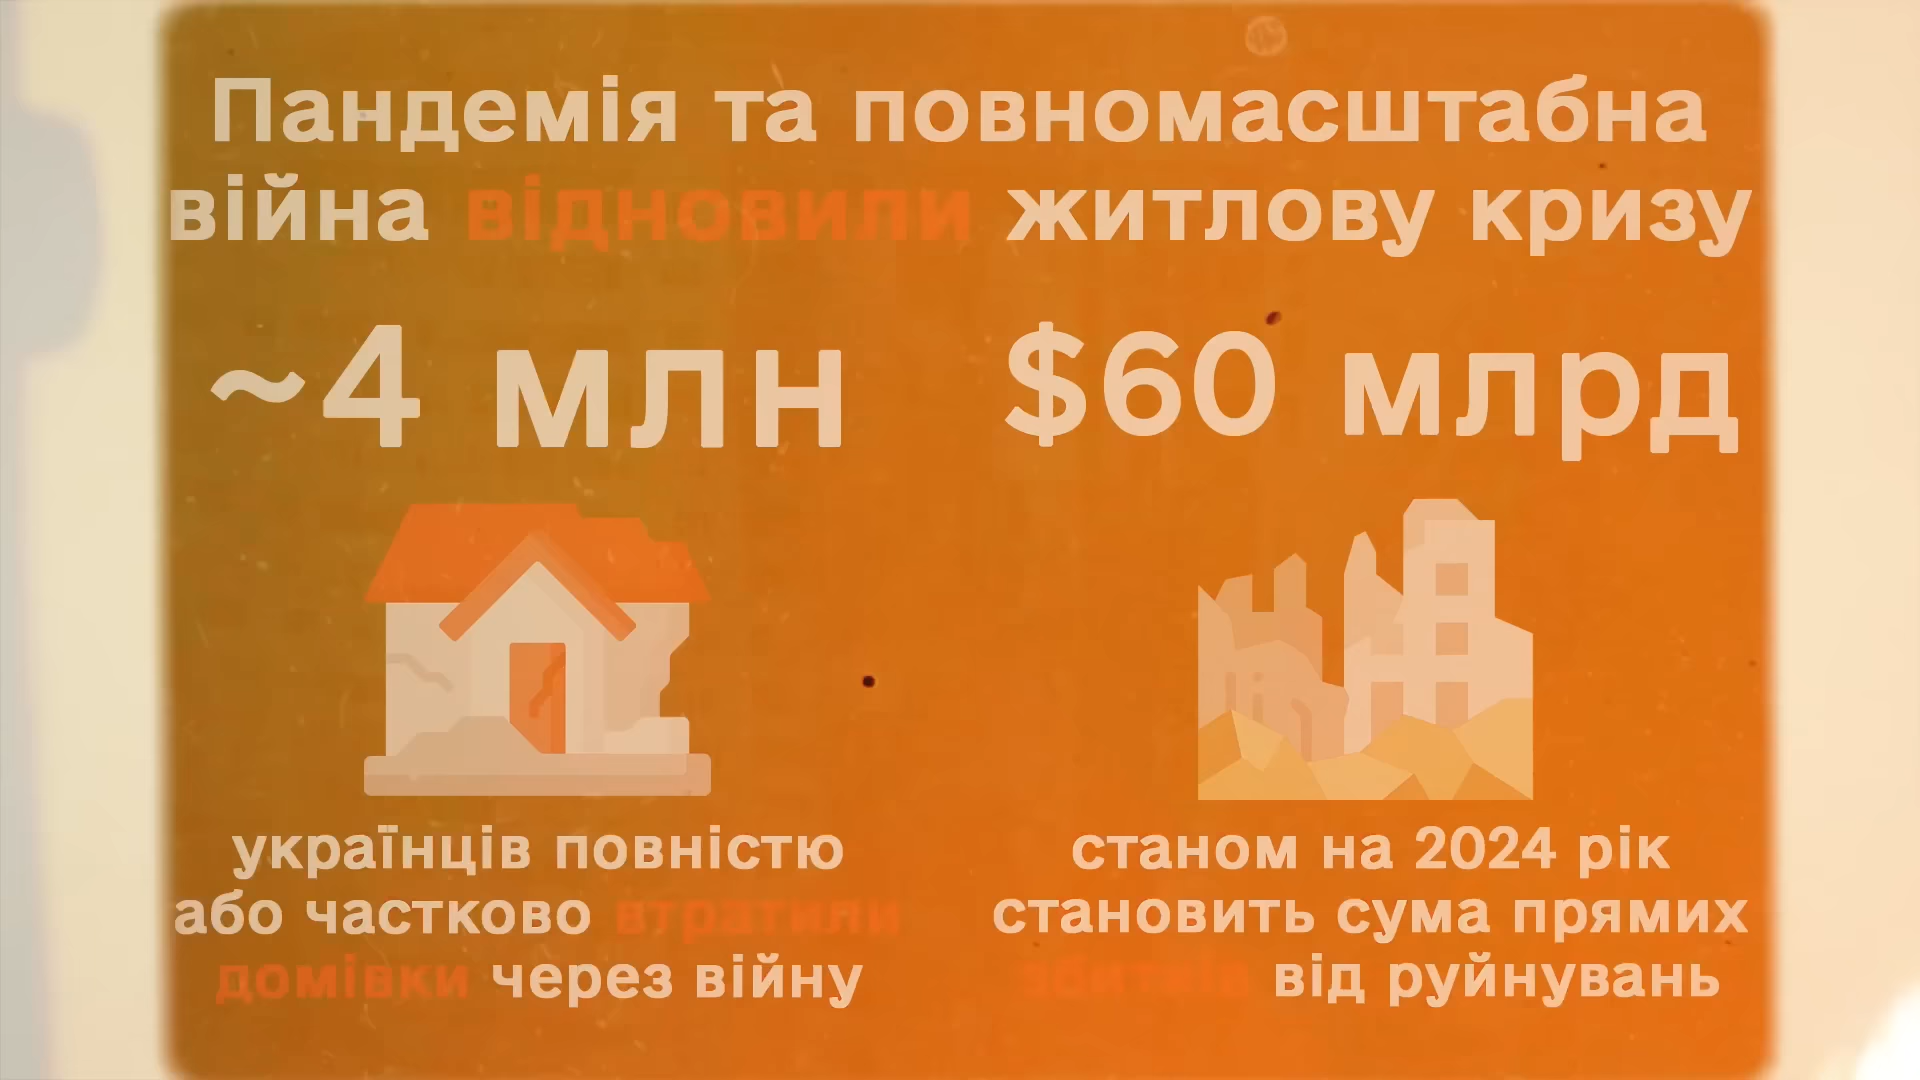 Пандемія та повномасштабна
війна відновили житлову кризу
~4 млн
українців повністю
або частково втратили
домівки через війну
$60 млрд
станом на 2024 рік
становить сума прямих
збитків від руйнувань